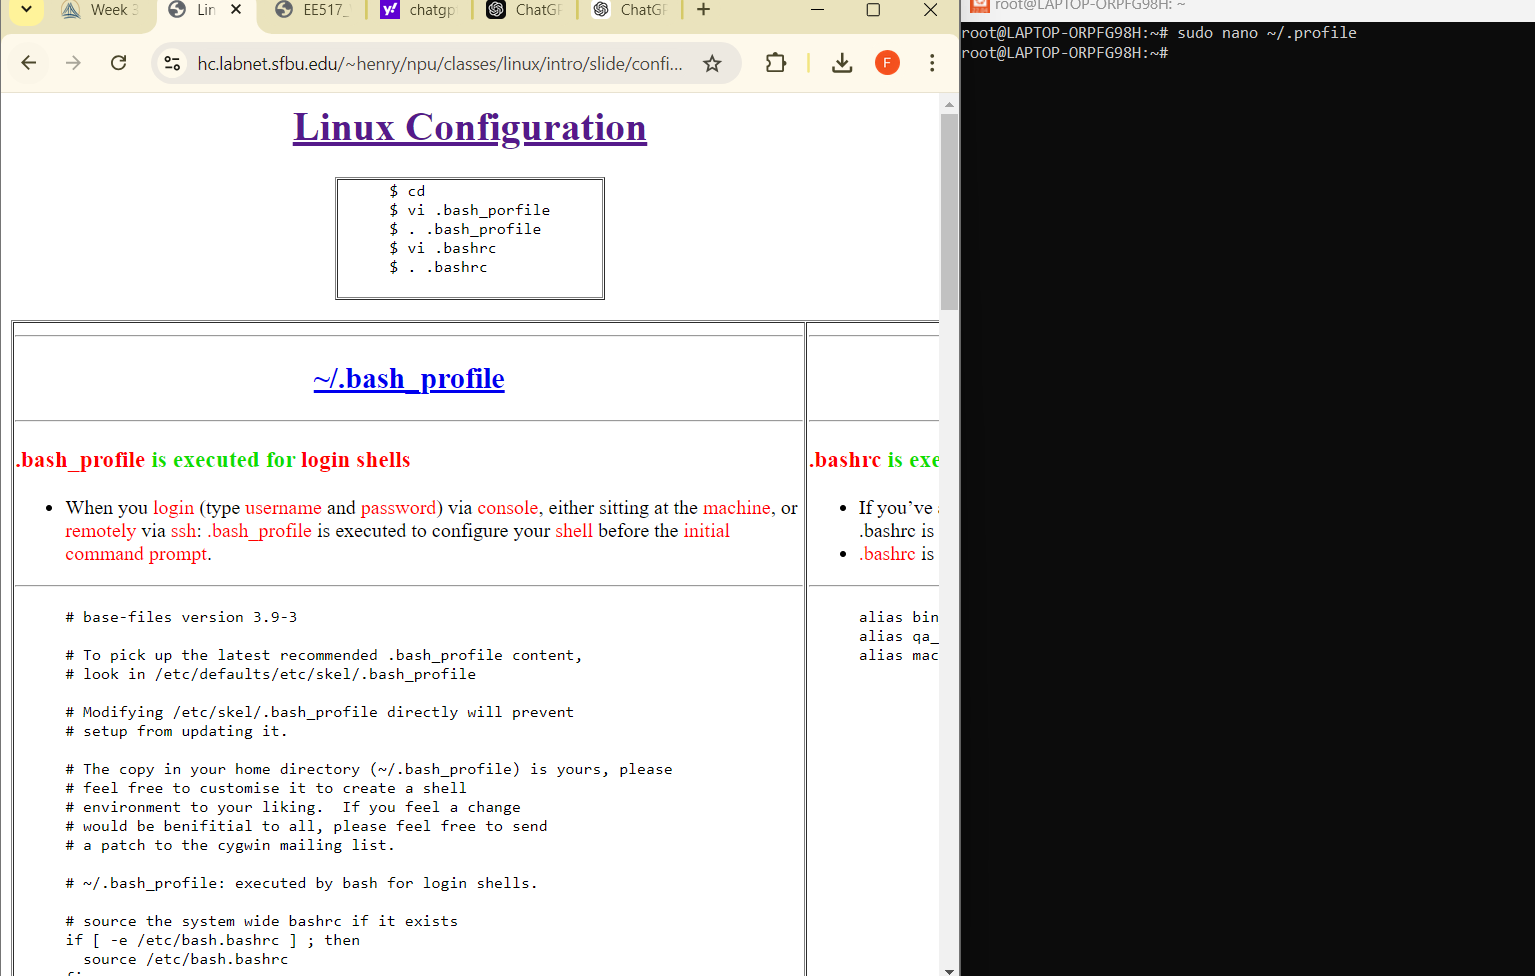 Week 3
Lin
EE517_
chatgp
ChatGP
ChatGP
hc.labnet.sfbu.edu/~henry/npu/classes/linux/intro/slide/confi...
F
Linux Configuration
$ cd
$ vi .bash_porfile
$ . .bash_profile
$ vi .bashrc
$ . .bashrc
~/.bash_profile
.bash_profile is executed for login shells
When you login (type username and password) via console, either sitting at the machine, or
remotely via ssh: .bash_profile is executed to configure your shell before the initial
command prompt.
# base-files version 3.9-3
# To pick up the latest recommended .bash_profile content,
# look in /etc/defaults/etc/skel/.bash_profile
# Modifying /etc/skel/.bash_profile directly will prevent
# setup from updating it.
# The copy in your home directory (~/.bash_profile) is yours, please
# feel free to customise it to create a shell
# environment to your liking.  If you feel a change
# would be benifitial to all, please feel free to send
# a patch to the cygwin mailing list.
# ~/.bash_profile: executed by bash for login shells.
# source the system wide bashrc if it exists
if [ -e /etc/bash.bashrc ] ; then
source /etc/bash.bashrc
.bashrc is exe
If you've
.bashrc is
.bashrc is
alias bin
alias qa_
alias mac
root@LAPTOP-ORPFG98H: ~
root@LAPTOP-ORPFG98H:~# sudo nano ~/.profile
root@LAPTOP-ORPFG98H:~#